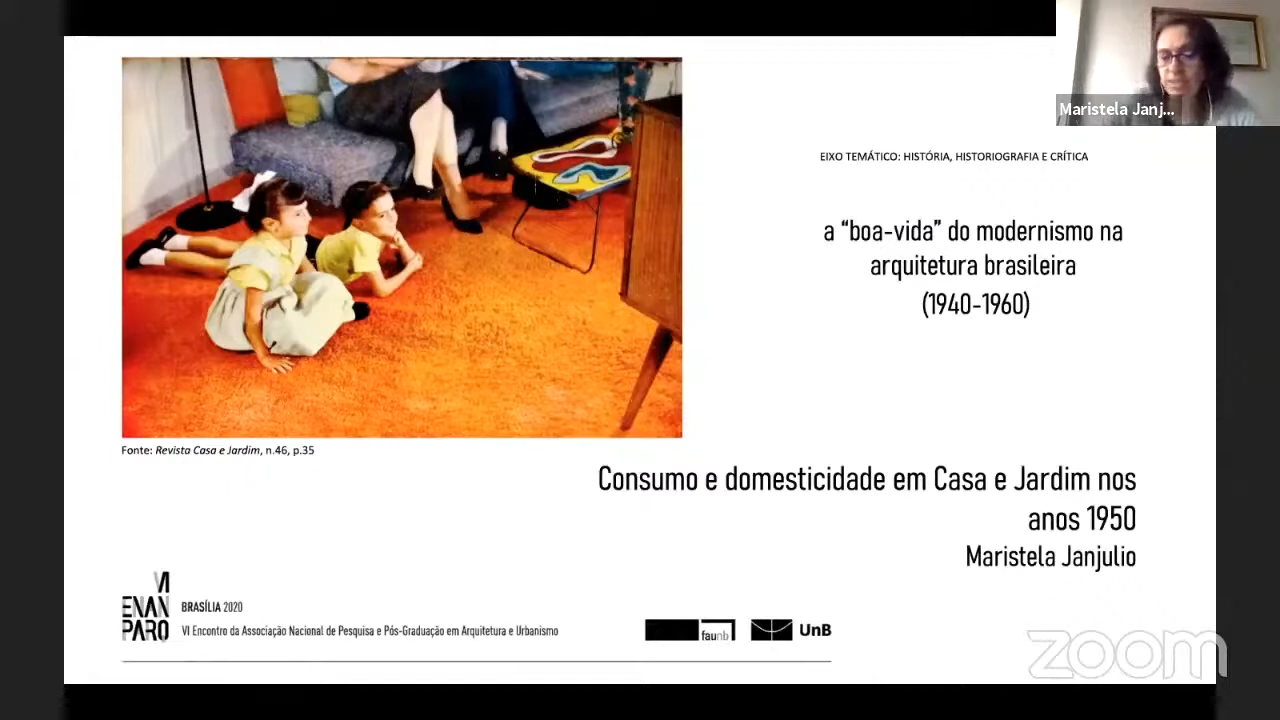 Maristela Janj...
EIXO TEMÁTICO: HISTÓRIA, HISTORIOGRAFIA E CRÍTICA
a “boa-vida” do modernismo na
arquitetura brasileira
(1940-1960)
Fonte: Revista Casa e Jardim, n.46, p.35
Consumo e domesticidade em Casa e Jardim nos
anos 1950
Maristela Janjulio
VI
ENAN
PARQ
BRASÍLIA 2020
VI Encontro da Associação Nacional de Pesquisa e Pós-Graduação em Arquitetura e Urbanismo
faunb
UnB
zoom